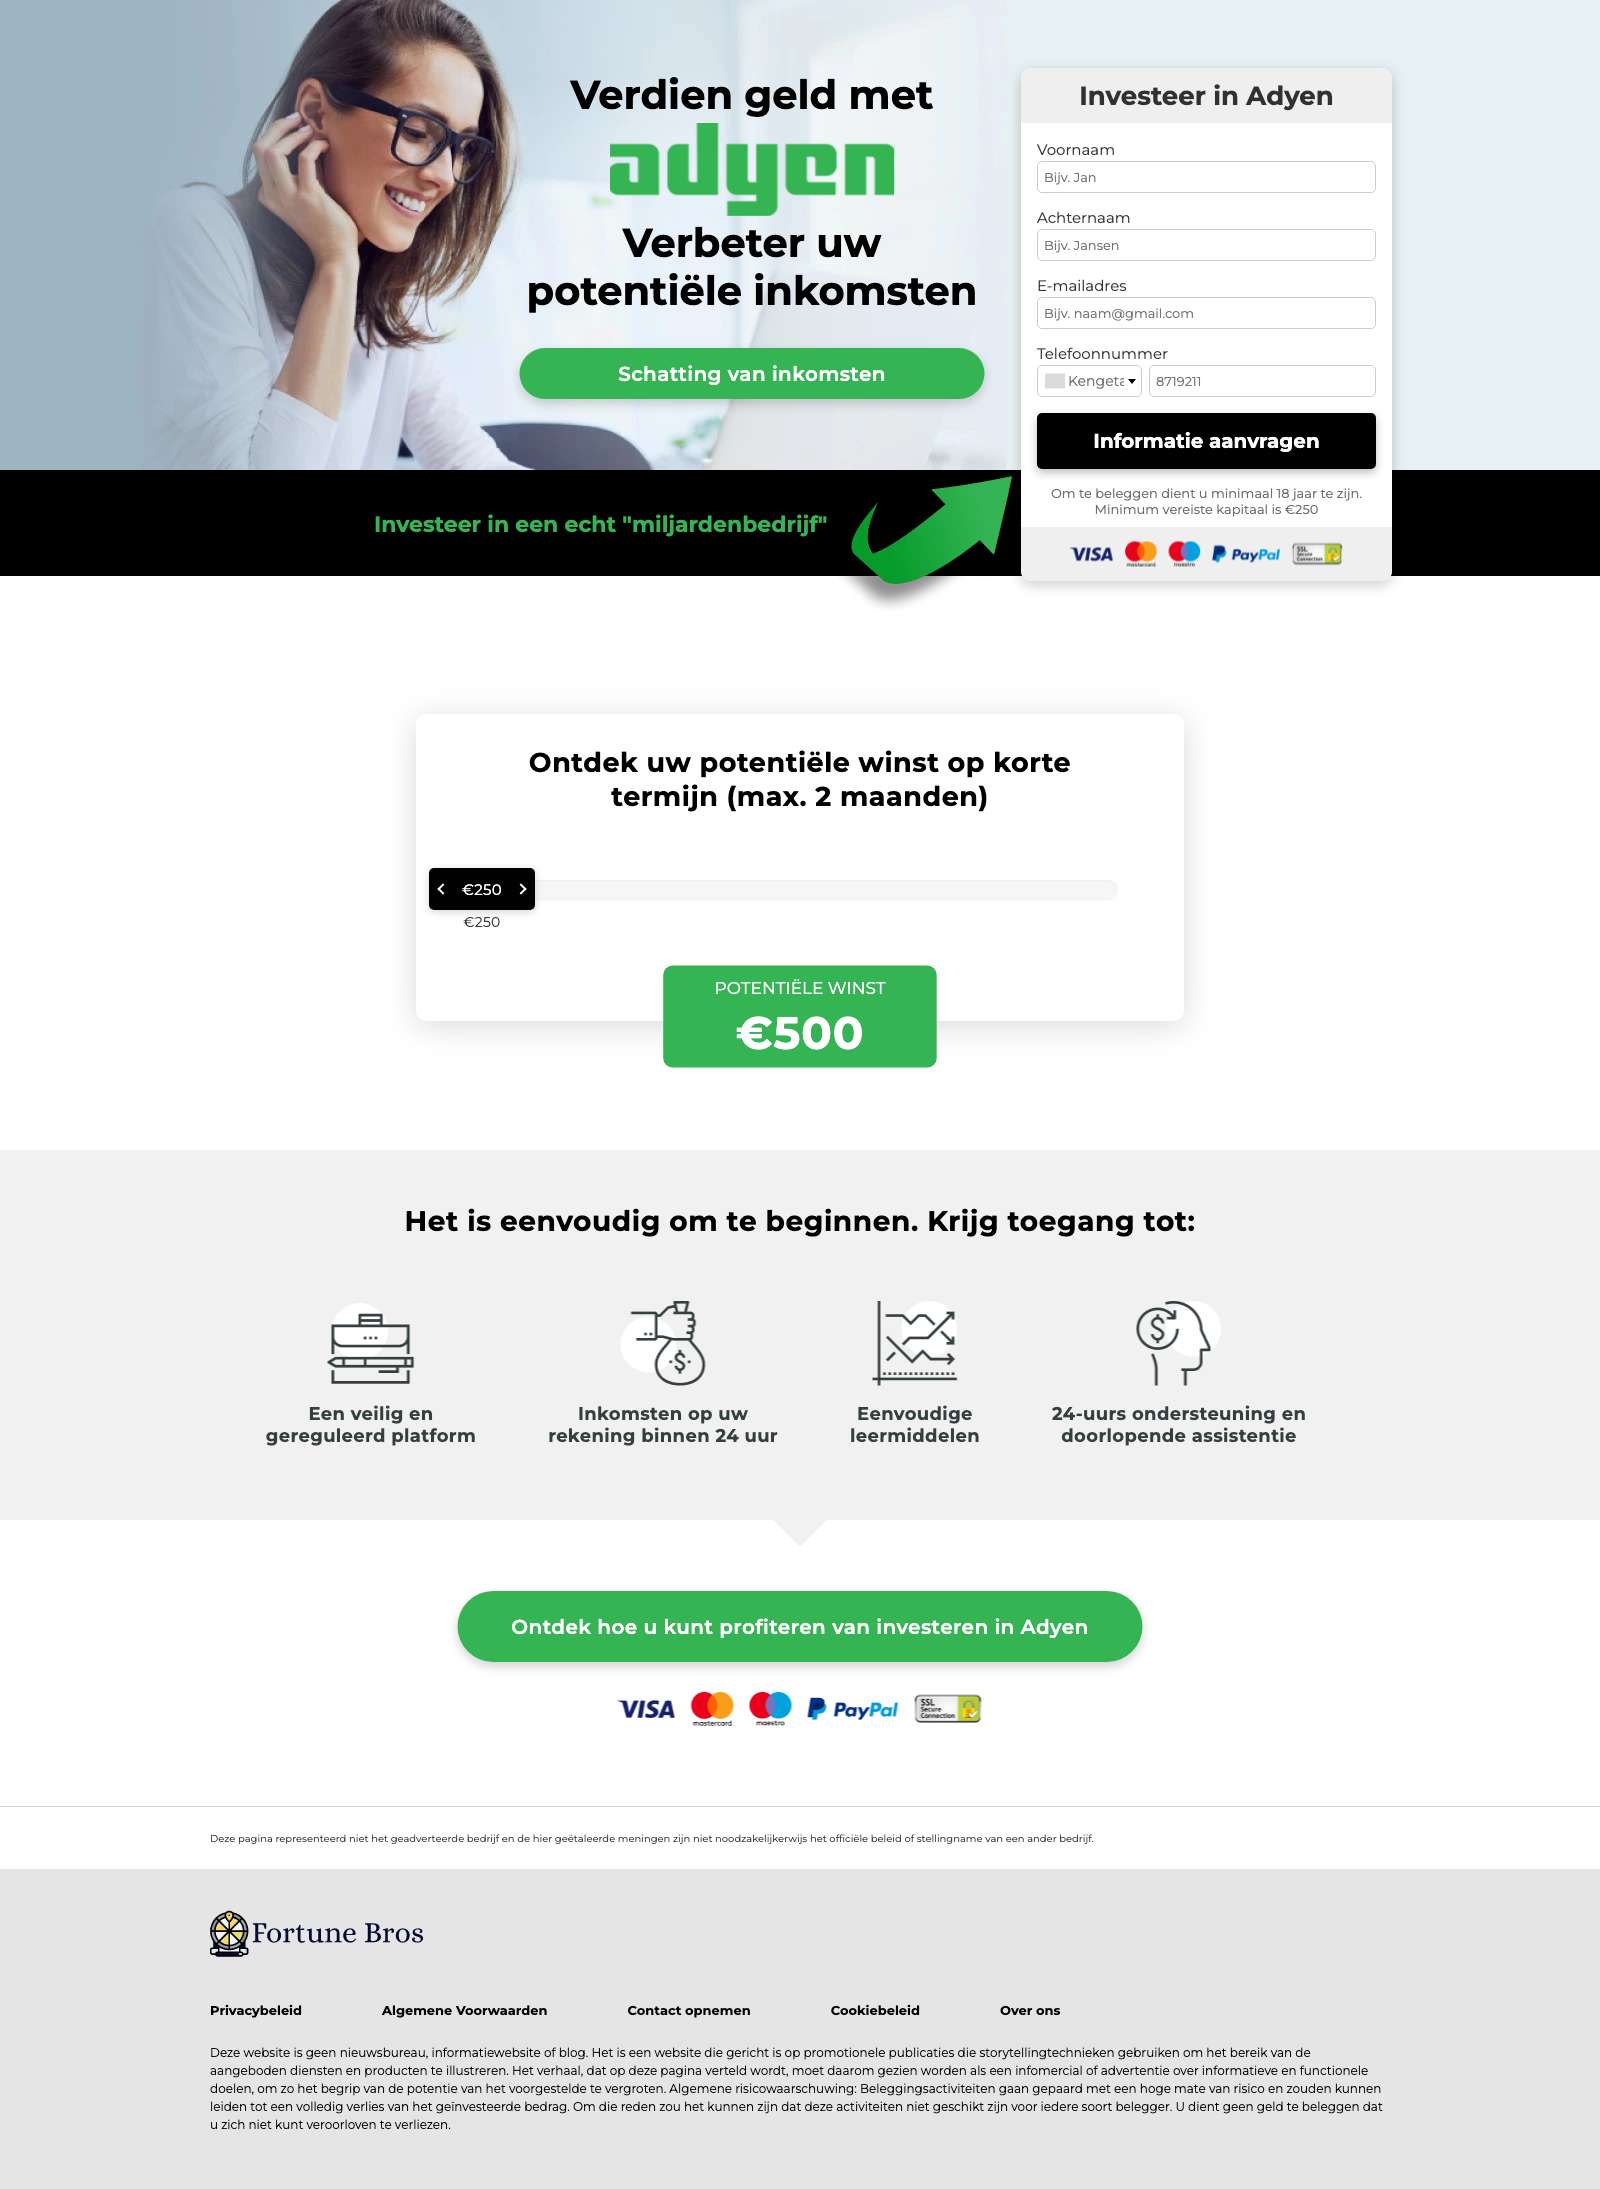 Verdien geld met
adyen
Verbeter uw
potentiële inkomsten
Schatting van inkomsten
Investeer in een echt "miljardenbedrijf"
Investeer in Adyen
Voornaam
Bijv. Jan
Achternaam
Bijv. Jansen
E-mailadres
Bijv. naam@gmail.com
Telefoonnummer
Kengeta 8719211
Informatie aanvragen
Om te beleggen dient u minimaal 18 jaar te zijn.
Minimum vereiste kapitaal is €250
VISA mastercard maestro PayPal SSL Secure Connection
Ontdek uw potentiële winst op korte
termijn (max. 2 maanden)
€250
€250
POTENTIËLE WINST
€500
Het is eenvoudig om te beginnen. Krijg toegang tot:
Een veilig en
gereguleerd platform
Inkomsten op uw
rekening binnen 24 uur
Eenvoudige
leermiddelen
24-uurs ondersteuning en
doorlopende assistentie
Ontdek hoe u kunt profiteren van investeren in Adyen
VISA mastercard maestro PayPal SSL Secure Connection
Deze pagina representeerd niet het geadverteerde bedrijf en de hier geëtaleerde meningen zijn niet noodzakelijkerwijs het officiële beleid of stellingname van een ander bedrijf.
Fortune Bros
Privacybeleid Algemene Voorwaarden Contact opnemen Cookiebeleid Over ons
Deze website is geen nieuwsbureau, informatiewebsite of blog. Het is een website die gericht is op promotionele publicaties die storytellingtechnieken gebruiken om het bereik van de
aangeboden diensten en producten te illustreren. Het verhaal, dat op deze pagina verteld wordt, moet daarom gezien worden als een infomercial of advertentie over informatieve en functionele
doelen, om zo het begrip van de potentie van het voorgestelde te vergroten. Algemene risicowaarschuwing: Beleggingsactiviteiten gaan gepaard met een hoge mate van risico en zouden kunnen
leiden tot een volledig verlies van het geïnvesteerde bedrag. Om die reden zou het kunnen zijn dat deze activiteiten niet geschikt zijn voor iedere soort belegger. U dient geen geld te beleggen dat
u zich niet kunt veroorloven te verliezen.